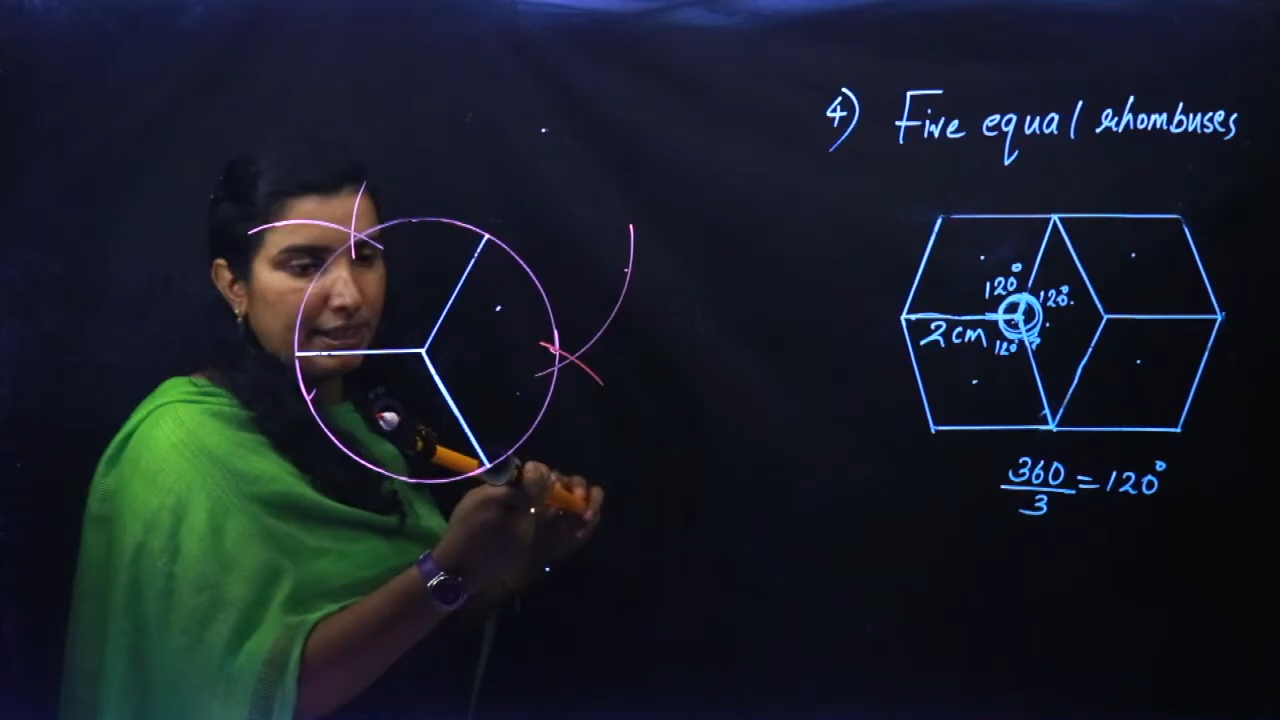 4) Five equal rhombuses
120°
120°.
2cm
120°
360/3 = 120°